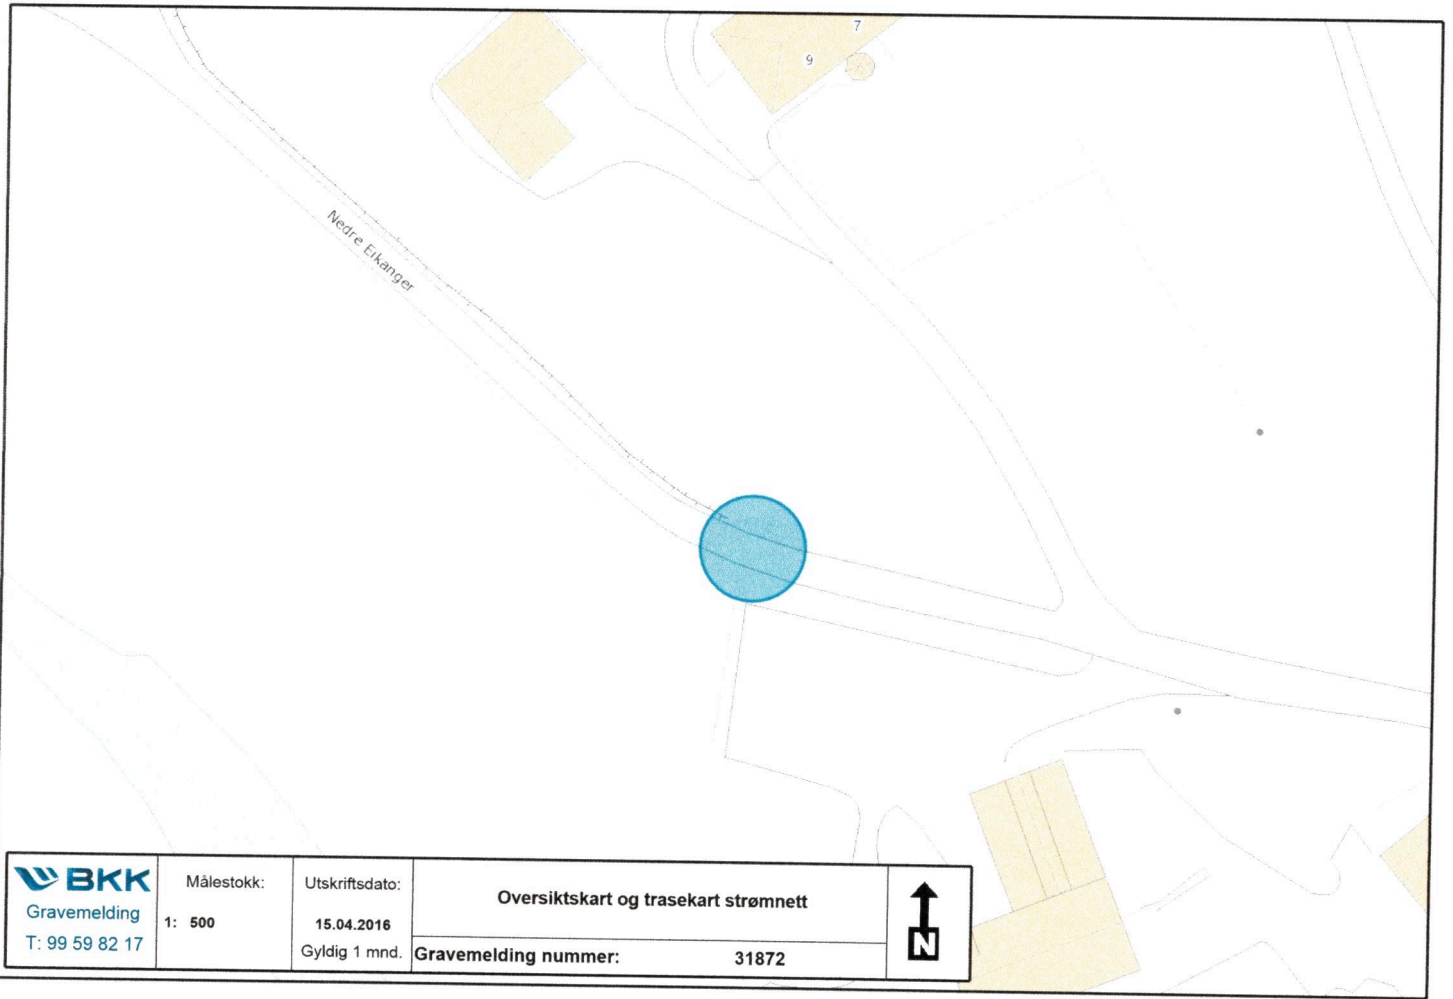 7
9
Nedre Eikanger
BKK
Gravemelding
T: 99 59 82 17
Målestokk:
1: 500
Utskriftsdato:
15.04.2016
Gyldig 1 mnd.
Oversiktskart og trasekart strømnett
Gravemelding nummer: 31872
N